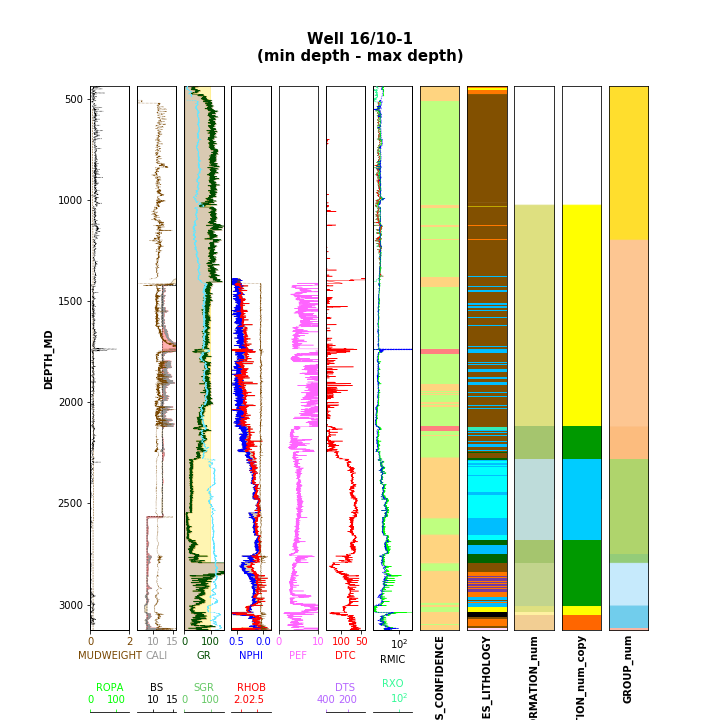 Well 16/10-1
(min depth - max depth)
DEPTH_MD
500
1000
1500
2000
2500
3000
0 2
MUDWEIGHT
ROPA
0 100
10 15
CALI
BS
10 15
0 100
GR
SGR
0 100
0.5 0.0
NPHI
RHOB
2.02.5
0 10
PEF
100 50
DTC
DTS
400 200
10²
RMIC
RXO
10²
S_CONFIDENCE
ES_LITHOLOGY
RMATION_num
TION_num_copy
GROUP_num